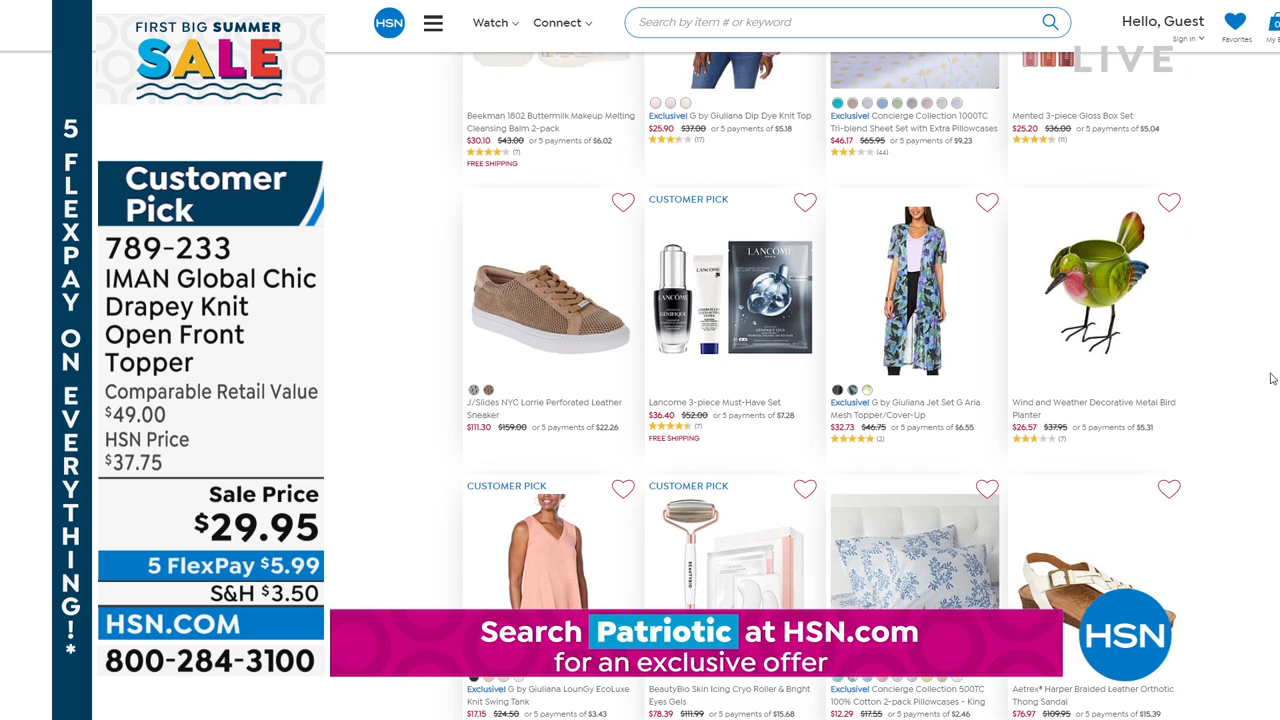 FIRST BIG SUMMER
SALE
5 FLEXPAY ON EVERYTHING!*
Customer
Pick
789-233
IMAN Global Chic
Drapey Knit
Open Front
Topper
Comparable Retail Value
$49.00
HSN Price
$37.75
Sale Price
$29.95
5 FlexPay $5.99
S&H $3.50
HSN.COM
800-284-3100
HSN
Watch
Connect
Search by item # or keyword
Hello, Guest
Sign In
Favorites
My B
0
LIVE
Beekman 1802 Buttermilk Makeup Melting
Cleansing Balm 2-pack
$30.10 $43.00 or 5 payments of $6.02
(7)
FREE SHIPPING
Exclusive! G by Giuliana Dip Dye Knit Top
$25.90 $37.00 or 5 payments of $5.18
(17)
Exclusive! Concierge Collection 1000TC
Tri-blend Sheet Set with Extra Pillowcases
$46.17 $65.95 or 5 payments of $9.23
(44)
Mented 3-piece Gloss Box Set
$25.20 $36.00 or 5 payments of $5.04
(11)
J/Slides NYC Lorrie Perforated Leather
Sneaker
$111.30 $159.00 or 5 payments of $22.26
CUSTOMER PICK
LANCÔME
GÉNIFIQUE
LANCÔME
LANCÔME
Lancome 3-piece Must-Have Set
$36.40 $52.00 or 5 payments of $7.28
(7)
FREE SHIPPING
Exclusive! G by Giuliana Jet Set G Aria
Mesh Topper/Cover-Up
$32.73 $46.75 or 5 payments of $6.55
(2)
Wind and Weather Decorative Metal Bird
Planter
$26.57 $37.95 or 5 payments of $5.31
(7)
CUSTOMER PICK
CUSTOMER PICK
BEAUTYBIO
Search Patriotic at HSN.com
for an exclusive offer
HSN
Exclusive! G by Giuliana LounGy EcoLuxe
Knit Swing Tank
$17.15 $24.50 or 5 payments of $3.43
BeautyBio Skin Icing Cryo Roller & Bright
Eyes Gels
$78.39 $111.99 or 5 payments of $15.68
Exclusive! Concierge Collection 500TC
100% Cotton 2-pack Pillowcases - King
$12.29 $17.55 or 5 payments of $2.46
Aetrex® Harper Braided Leather Orthotic
Thong Sandal
$76.97 $109.95 or 5 payments of $15.39